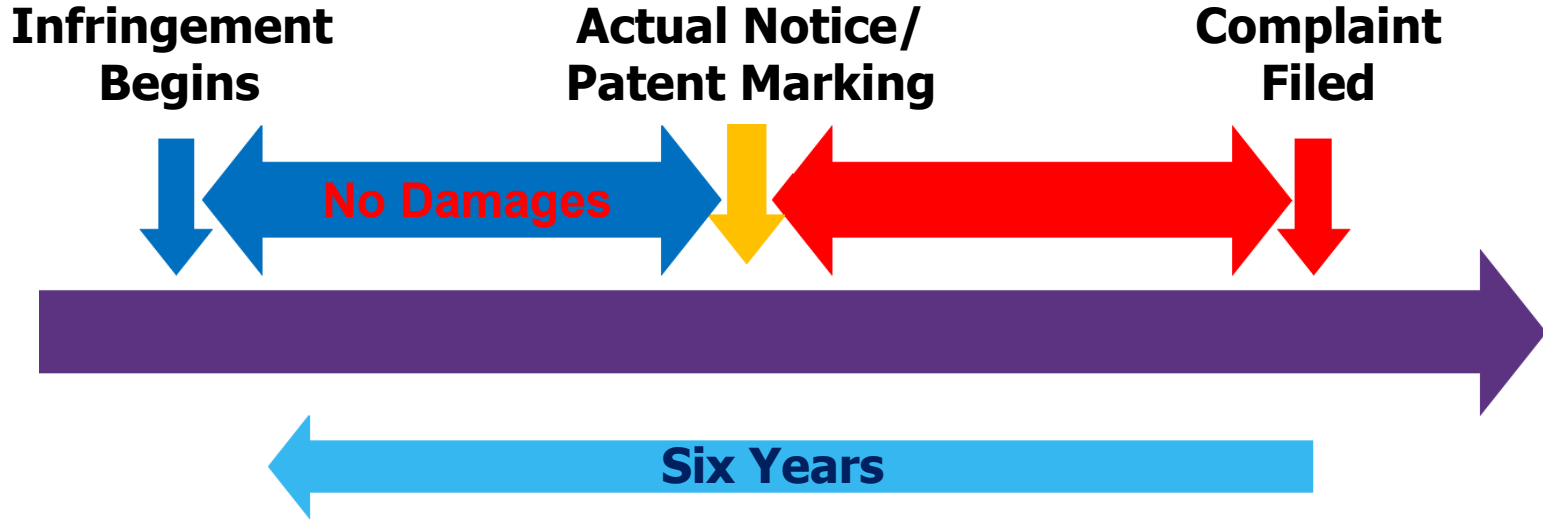 Infringement
Begins
Actual Notice/
Patent Marking
Complaint
Filed
No Damages
Six Years